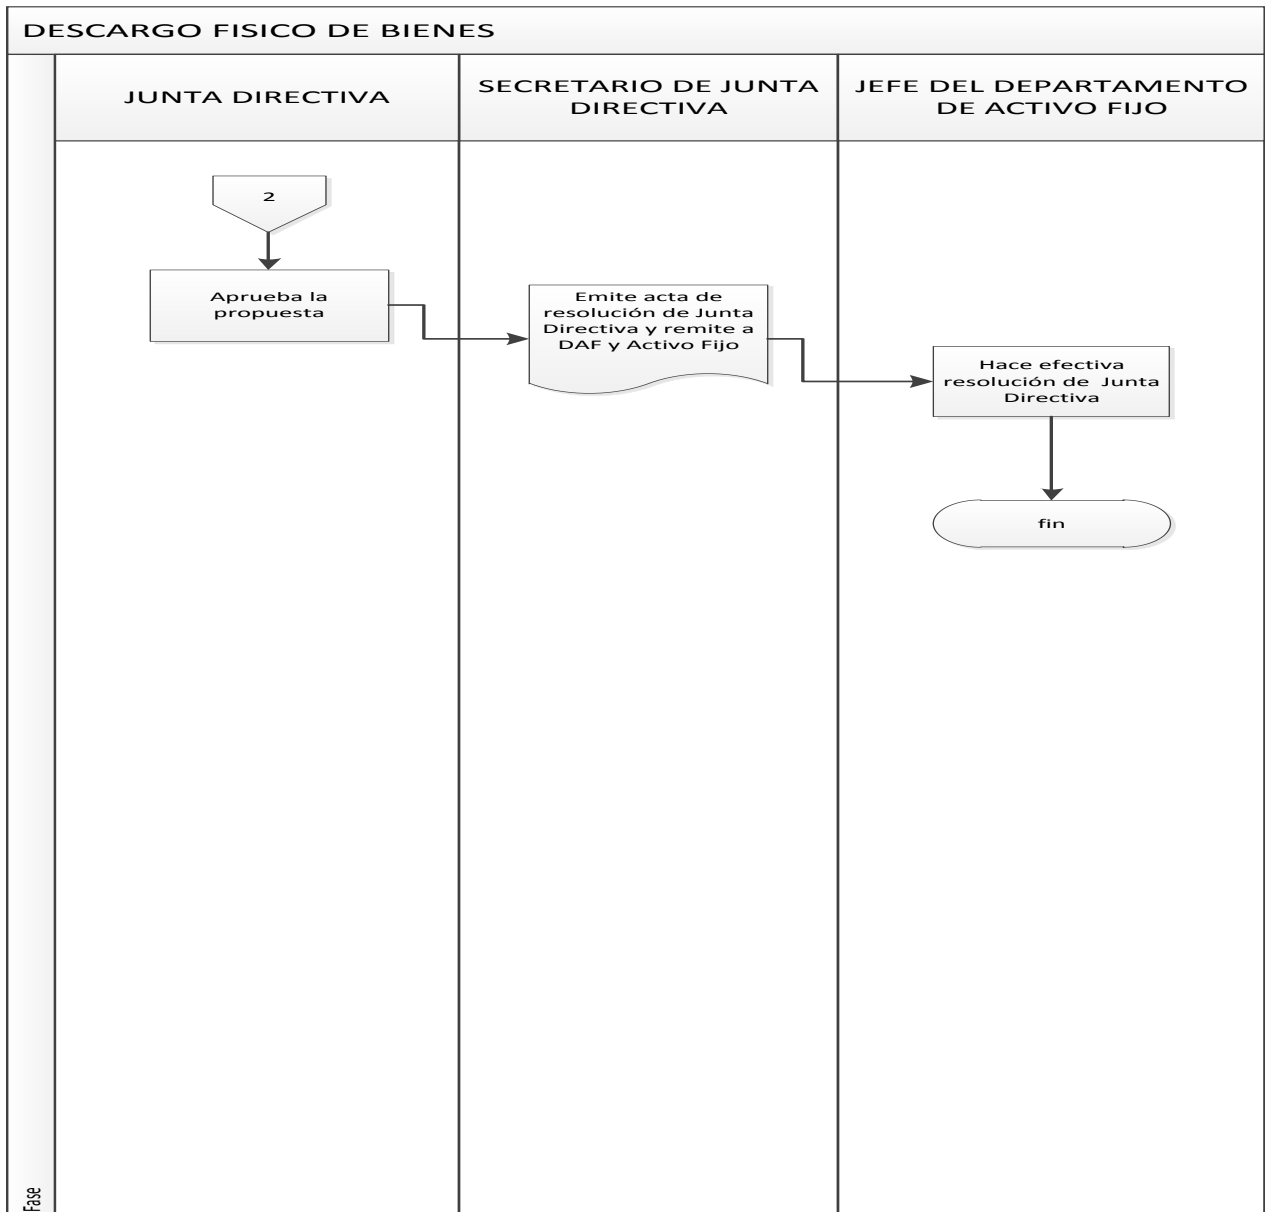 DESCARGO FISICO DE BIENES
JUNTA DIRECTIVA
SECRETARIO DE JUNTA
DIRECTIVA
JEFE DEL DEPARTAMENTO
DE ACTIVO FIJO
2
Aprueba la
propuesta
Emite acta de
resolución de Junta
Directiva y remite a
DAF y Activo Fijo
Hace efectiva
resolución de  Junta
Directiva
fin
Fase